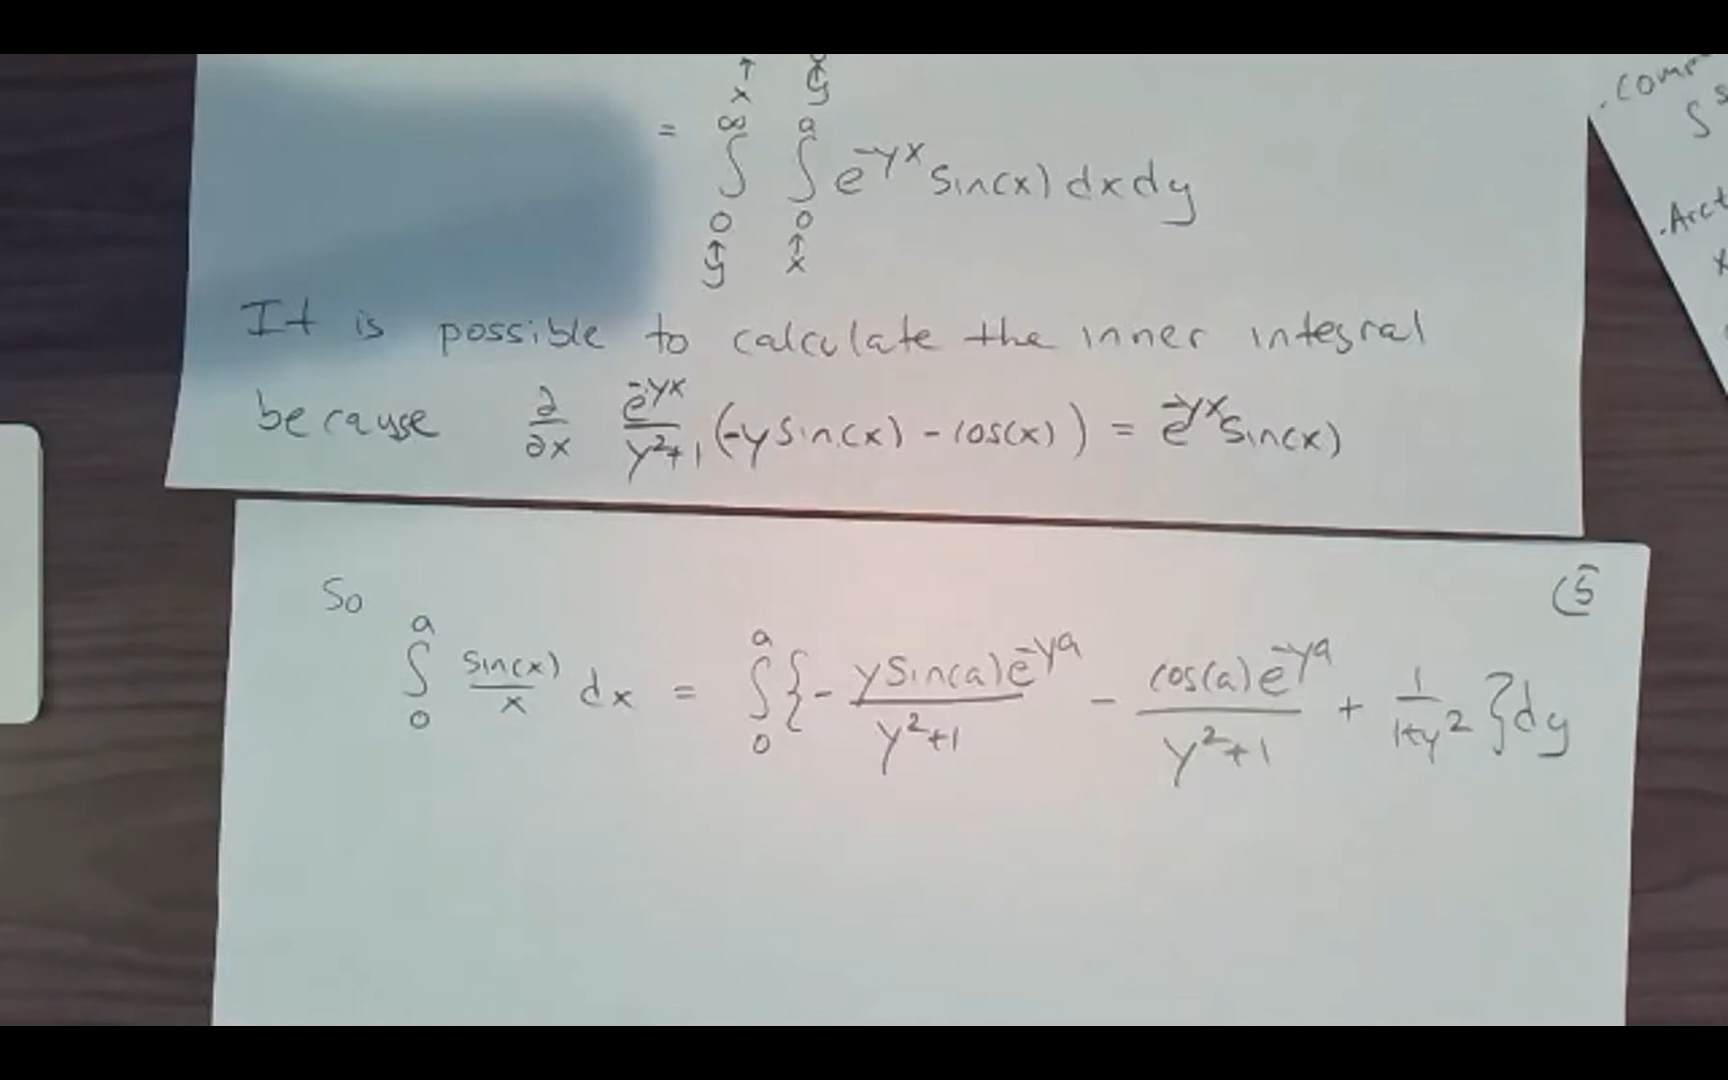 ↑ x y
= ∫₀^∞ ∫₀^a e^{-yx} sin(x) dx dy
↑ y ↑ x
It is possible to calculate the inner integral
because ∂/∂x e^{-yx}/(y²+1) (-y sin(x) - cos(x)) = e^{-yx} sin(x)
So
5
∫₀^a sin(x)/x dx = ∫₀^a { - y sin(a) e^{-ya}/(y²+1) - cos(a) e^{-ya}/(y²+1) + 1/(1+y²) } dy
. Arct